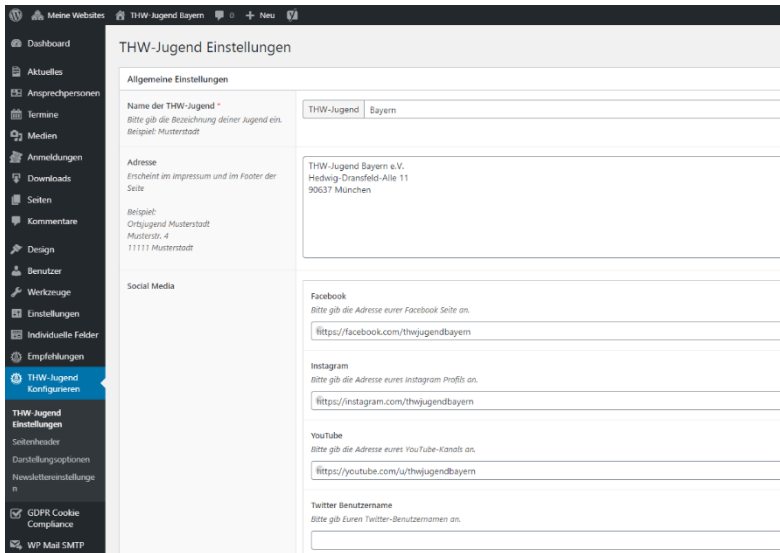 Meine Websites THW-Jugend Bayern 0 + Neu
Dashboard
Aktuelles
Ansprechpersonen
Termine
Medien
Anmeldungen
Downloads
Seiten
Kommentare
Design
Benutzer
Werkzeuge
Einstellungen
Individuelle Felder
Empfehlungen
THW-Jugend
Konfigurieren
THW-Jugend
Einstellungen
Seitenheader
Darstellungsoptionen
Newslettereinstellunge
n
GDPR Cookie
Compliance
WP Mail SMTP
THW-Jugend Einstellungen
Allgemeine Einstellungen
Name der THW-Jugend *
Bitte gib die Bezeichnung deiner Jugend ein.
Beispiel: Musterstadt
THW-Jugend Bayern
Adresse
Erscheint im Impressum und im Footer der
Seite
Beispiel:
Ortsjugend Musterstadt
Musterstr. 4
11111 Musterstadt
THW-Jugend Bayern e.V.
Hedwig-Dransfeld-Alle 11
90637 München
Social Media
Facebook
Bitte gib die Adresse eurer Facebook Seite an.
https://facebook.com/thwjugendbayern
Instagram
Bitte gib die Adresse eures Instagram Profils an.
https://instagram.com/thwjugendbayern
YouTube
Bitte gib die Adresse eures YouTube-Kanals an.
https://youtube.com/u/thwjugendbayern
Twitter Benutzername
Bitte gib Euren Twitter-Benutzernamen an.